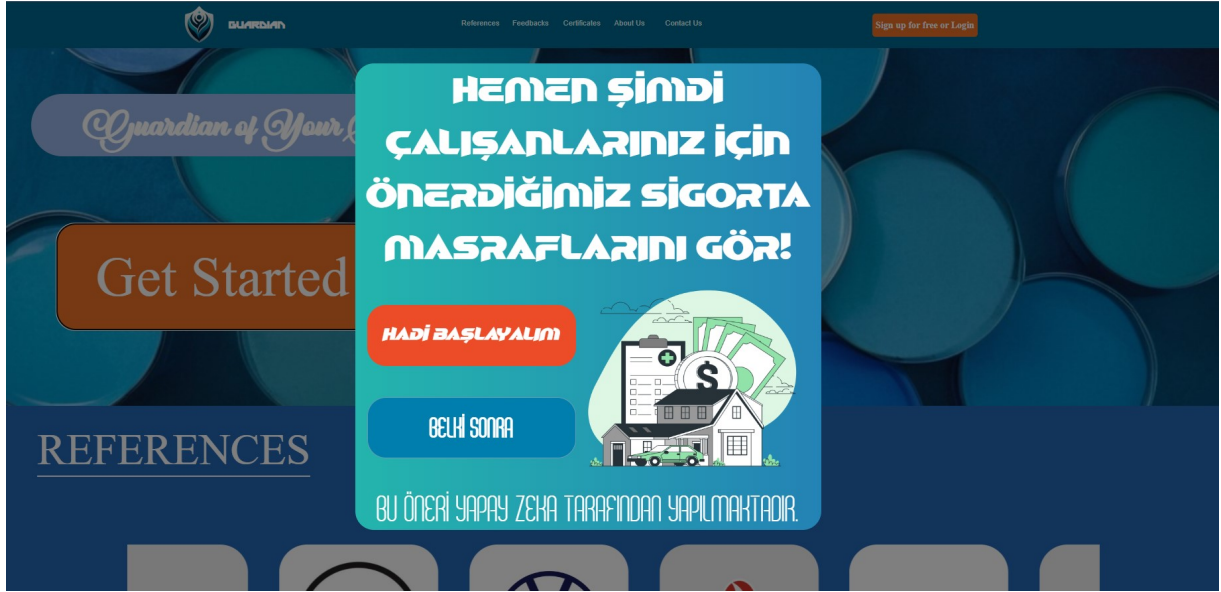 GUARDIAN
References Feedbacks Certificates About Us Contact Us
Sign up for free or Login
Guardian of Your
Get Started
HEMEN ŞİMDİ
ÇALIŞANLARINIZ İÇİN
ÖNERDİĞİMİZ SİGORTA
MASRAFLARINI GÖR!
HADİ BAŞLAYALIM
$
BELKİ SONRA
BU ÖNERİ YAPAY ZEKA TARAFINDAN YAPILMAKTADIR.
REFERENCES